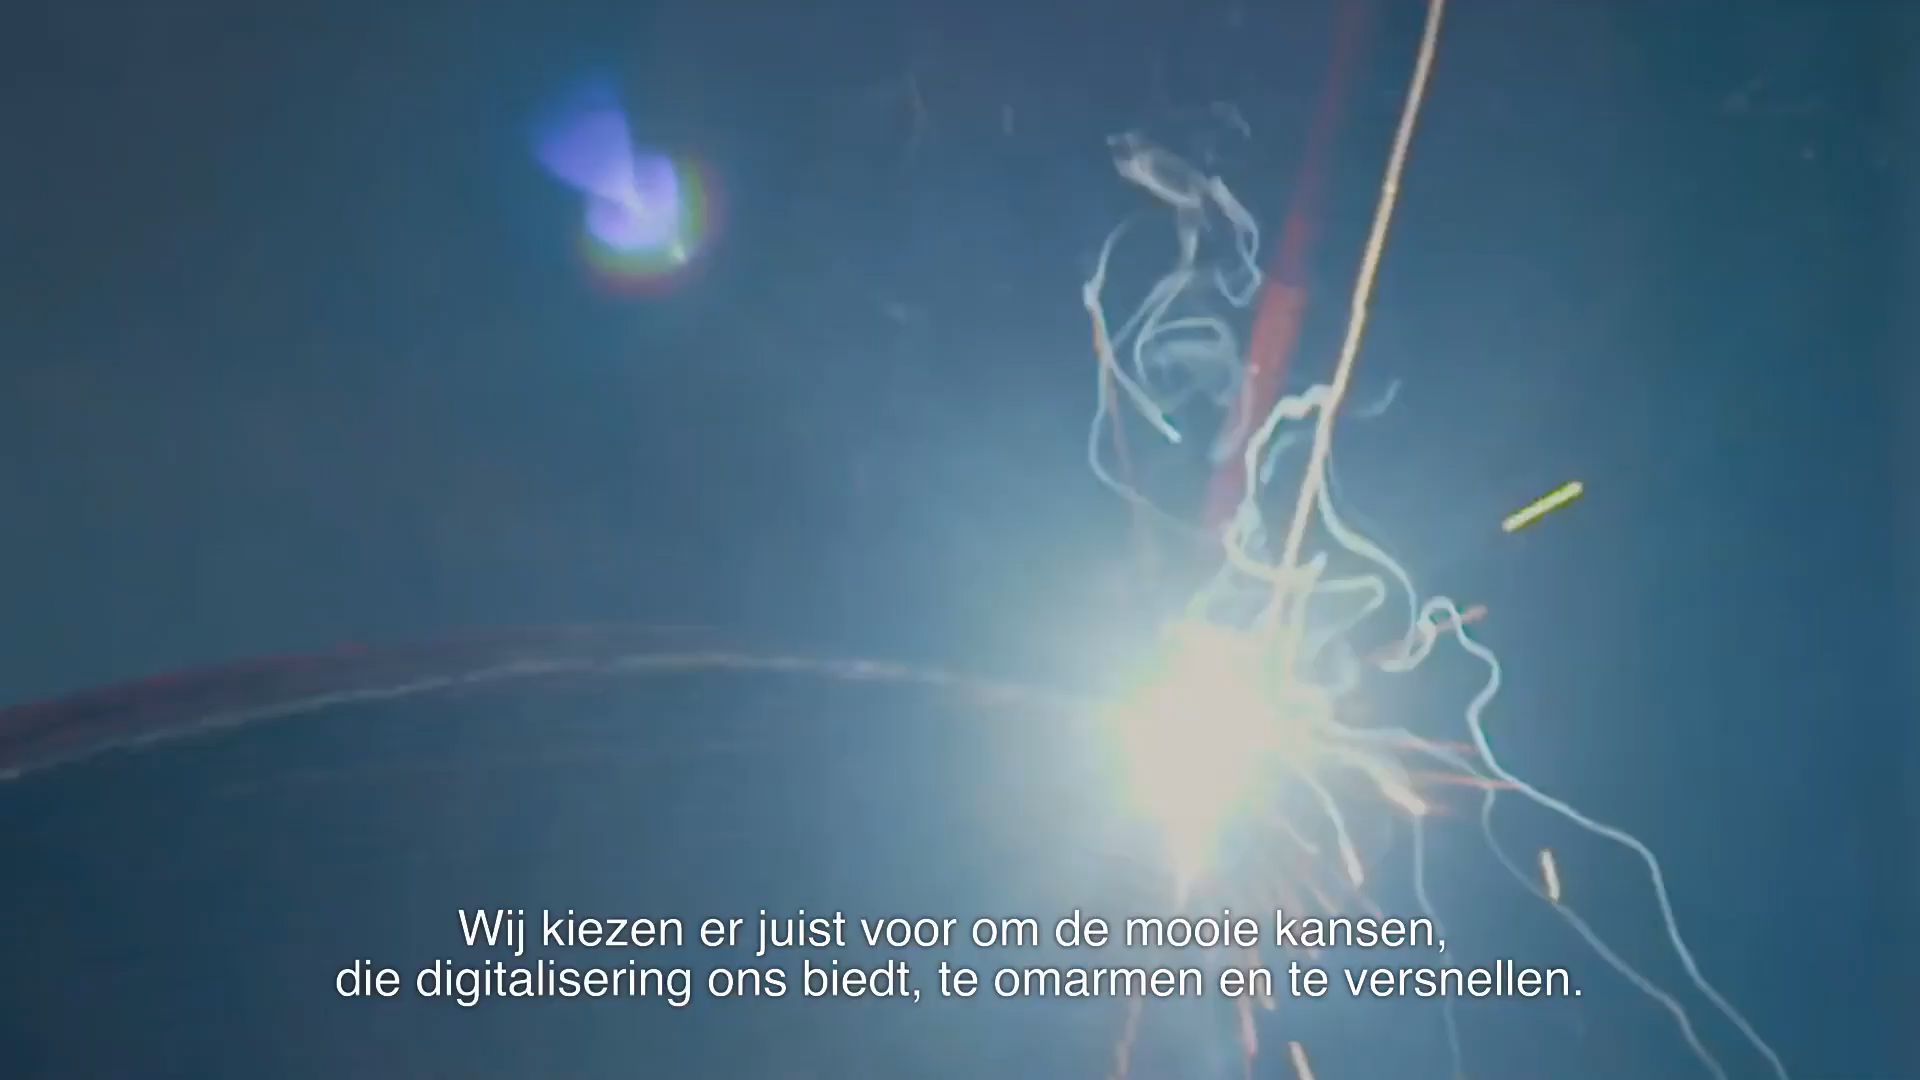 Wij kiezen er juist voor om de mooie kansen,
die digitalisering ons biedt, te omarmen en te versnellen.